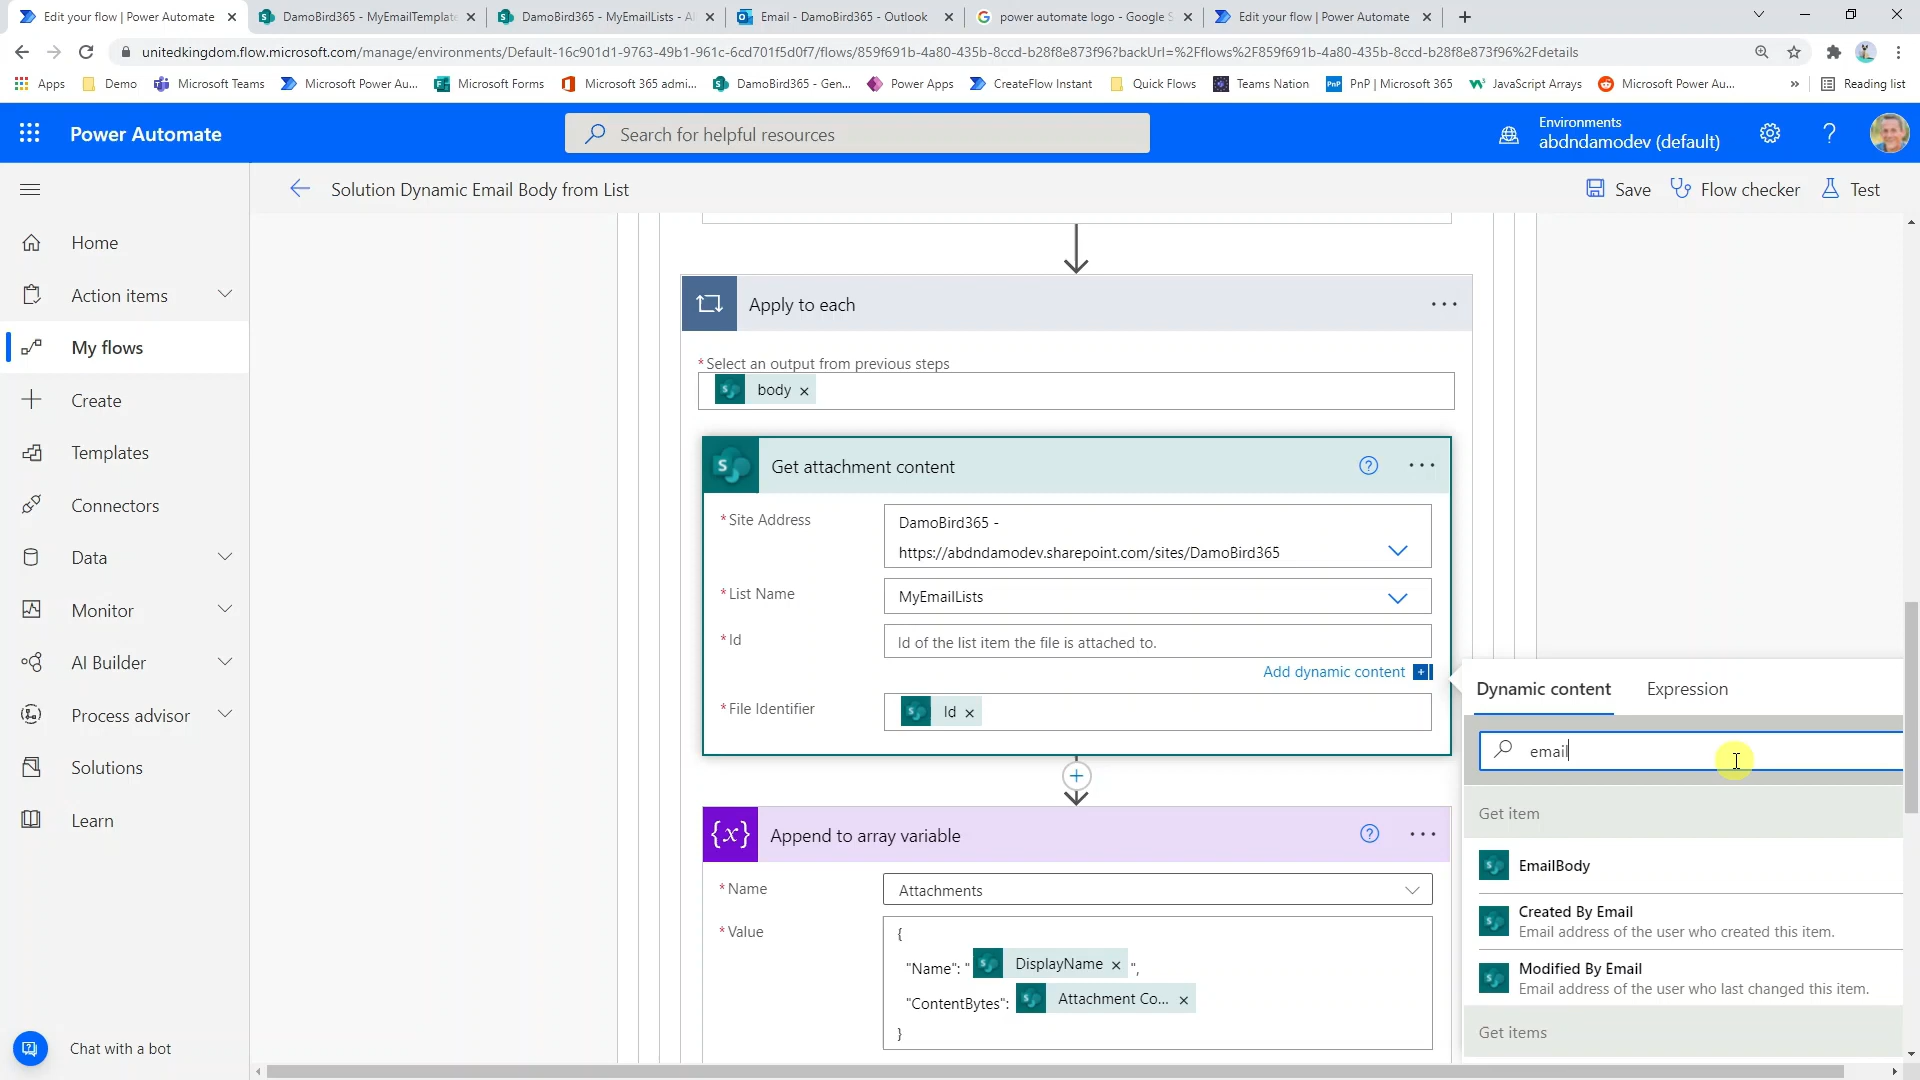 Edit your flow | Power Automate
DamoBird365 - MyEmailTemplate
DamoBird365 - MyEmailLists - Al
Email - DamoBird365 - Outlook
power automate logo - Google S
Edit your flow | Power Automate
unitedkingdom.flow.microsoft.com/manage/environments/Default-16c901d1-9763-49b1-961c-6cd701f5d0f7/flows/859f691b-4a80-435b-8ccd-b28f8e873f96?backUrl=%2Fflows%2F859f691b-4a80-435b-8ccd-b28f8e873f96%2Fdetails
Apps
Demo
Microsoft Teams
Microsoft Power Au...
Microsoft Forms
Microsoft 365 admi...
DamoBird365 - Gen...
Power Apps
CreateFlow Instant
Quick Flows
Teams Nation
PnP | Microsoft 365
JavaScript Arrays
Microsoft Power Au...
»
Reading list
Power Automate
Search for helpful resources
Environments
abdndamodev (default)
?
Solution Dynamic Email Body from List
Save
Flow checker
Test
Home
Action items
My flows
Create
Templates
Connectors
Data
Monitor
AI Builder
Process advisor
Solutions
Learn
Chat with a bot
Apply to each
...
* Select an output from previous steps
body ×
Get attachment content
? ...
* Site Address
DamoBird365 -
https://abdndamodev.sharepoint.com/sites/DamoBird365
* List Name
MyEmailLists
* Id
Id of the list item the file is attached to.
Add dynamic content +
* File Identifier
Id ×
+
{x} Append to array variable
? ...
* Name
Attachments
* Value
{
"Name": " DisplayName × ",
"ContentBytes": Attachment Co... ×
}
Dynamic content
Expression
email
Get item
EmailBody
Created By Email
Email address of the user who created this item.
Modified By Email
Email address of the user who last changed this item.
Get items